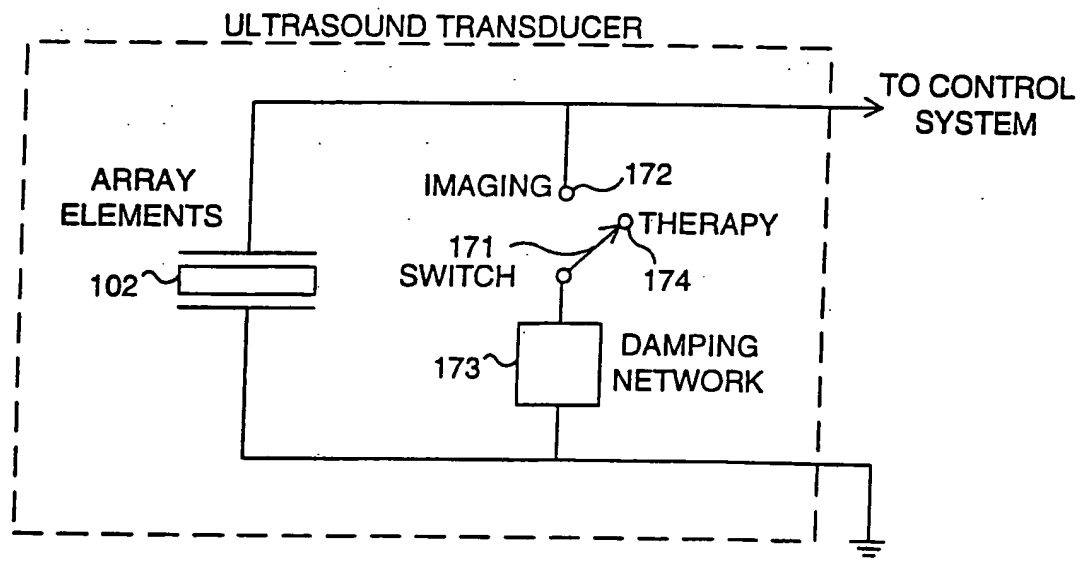 ULTRASOUND TRANSDUCER
TO CONTROL
SYSTEM
ARRAY
ELEMENTS
102
IMAGING
172
THERAPY
171
SWITCH
174
173
DAMPING
NETWORK